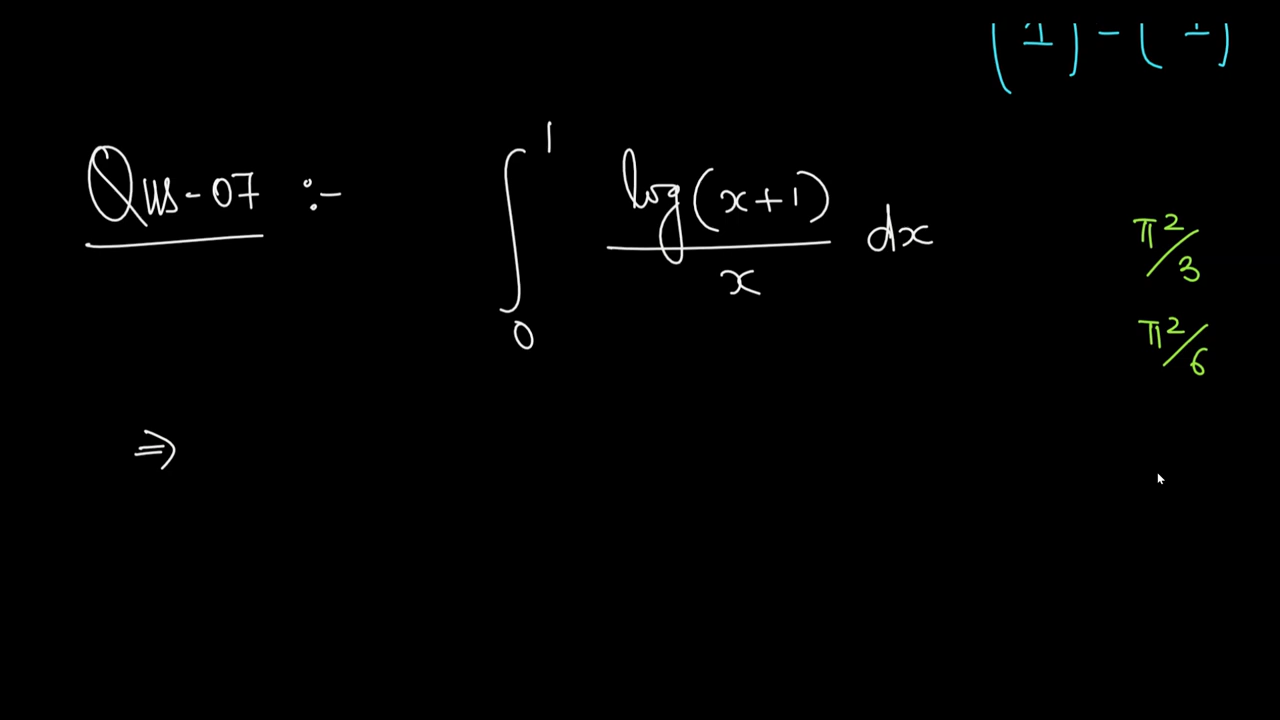 (1) - (1)
Qus-07 :- ∫₀¹ log(x+1)/x dx
π²/3
π²/6
⇒